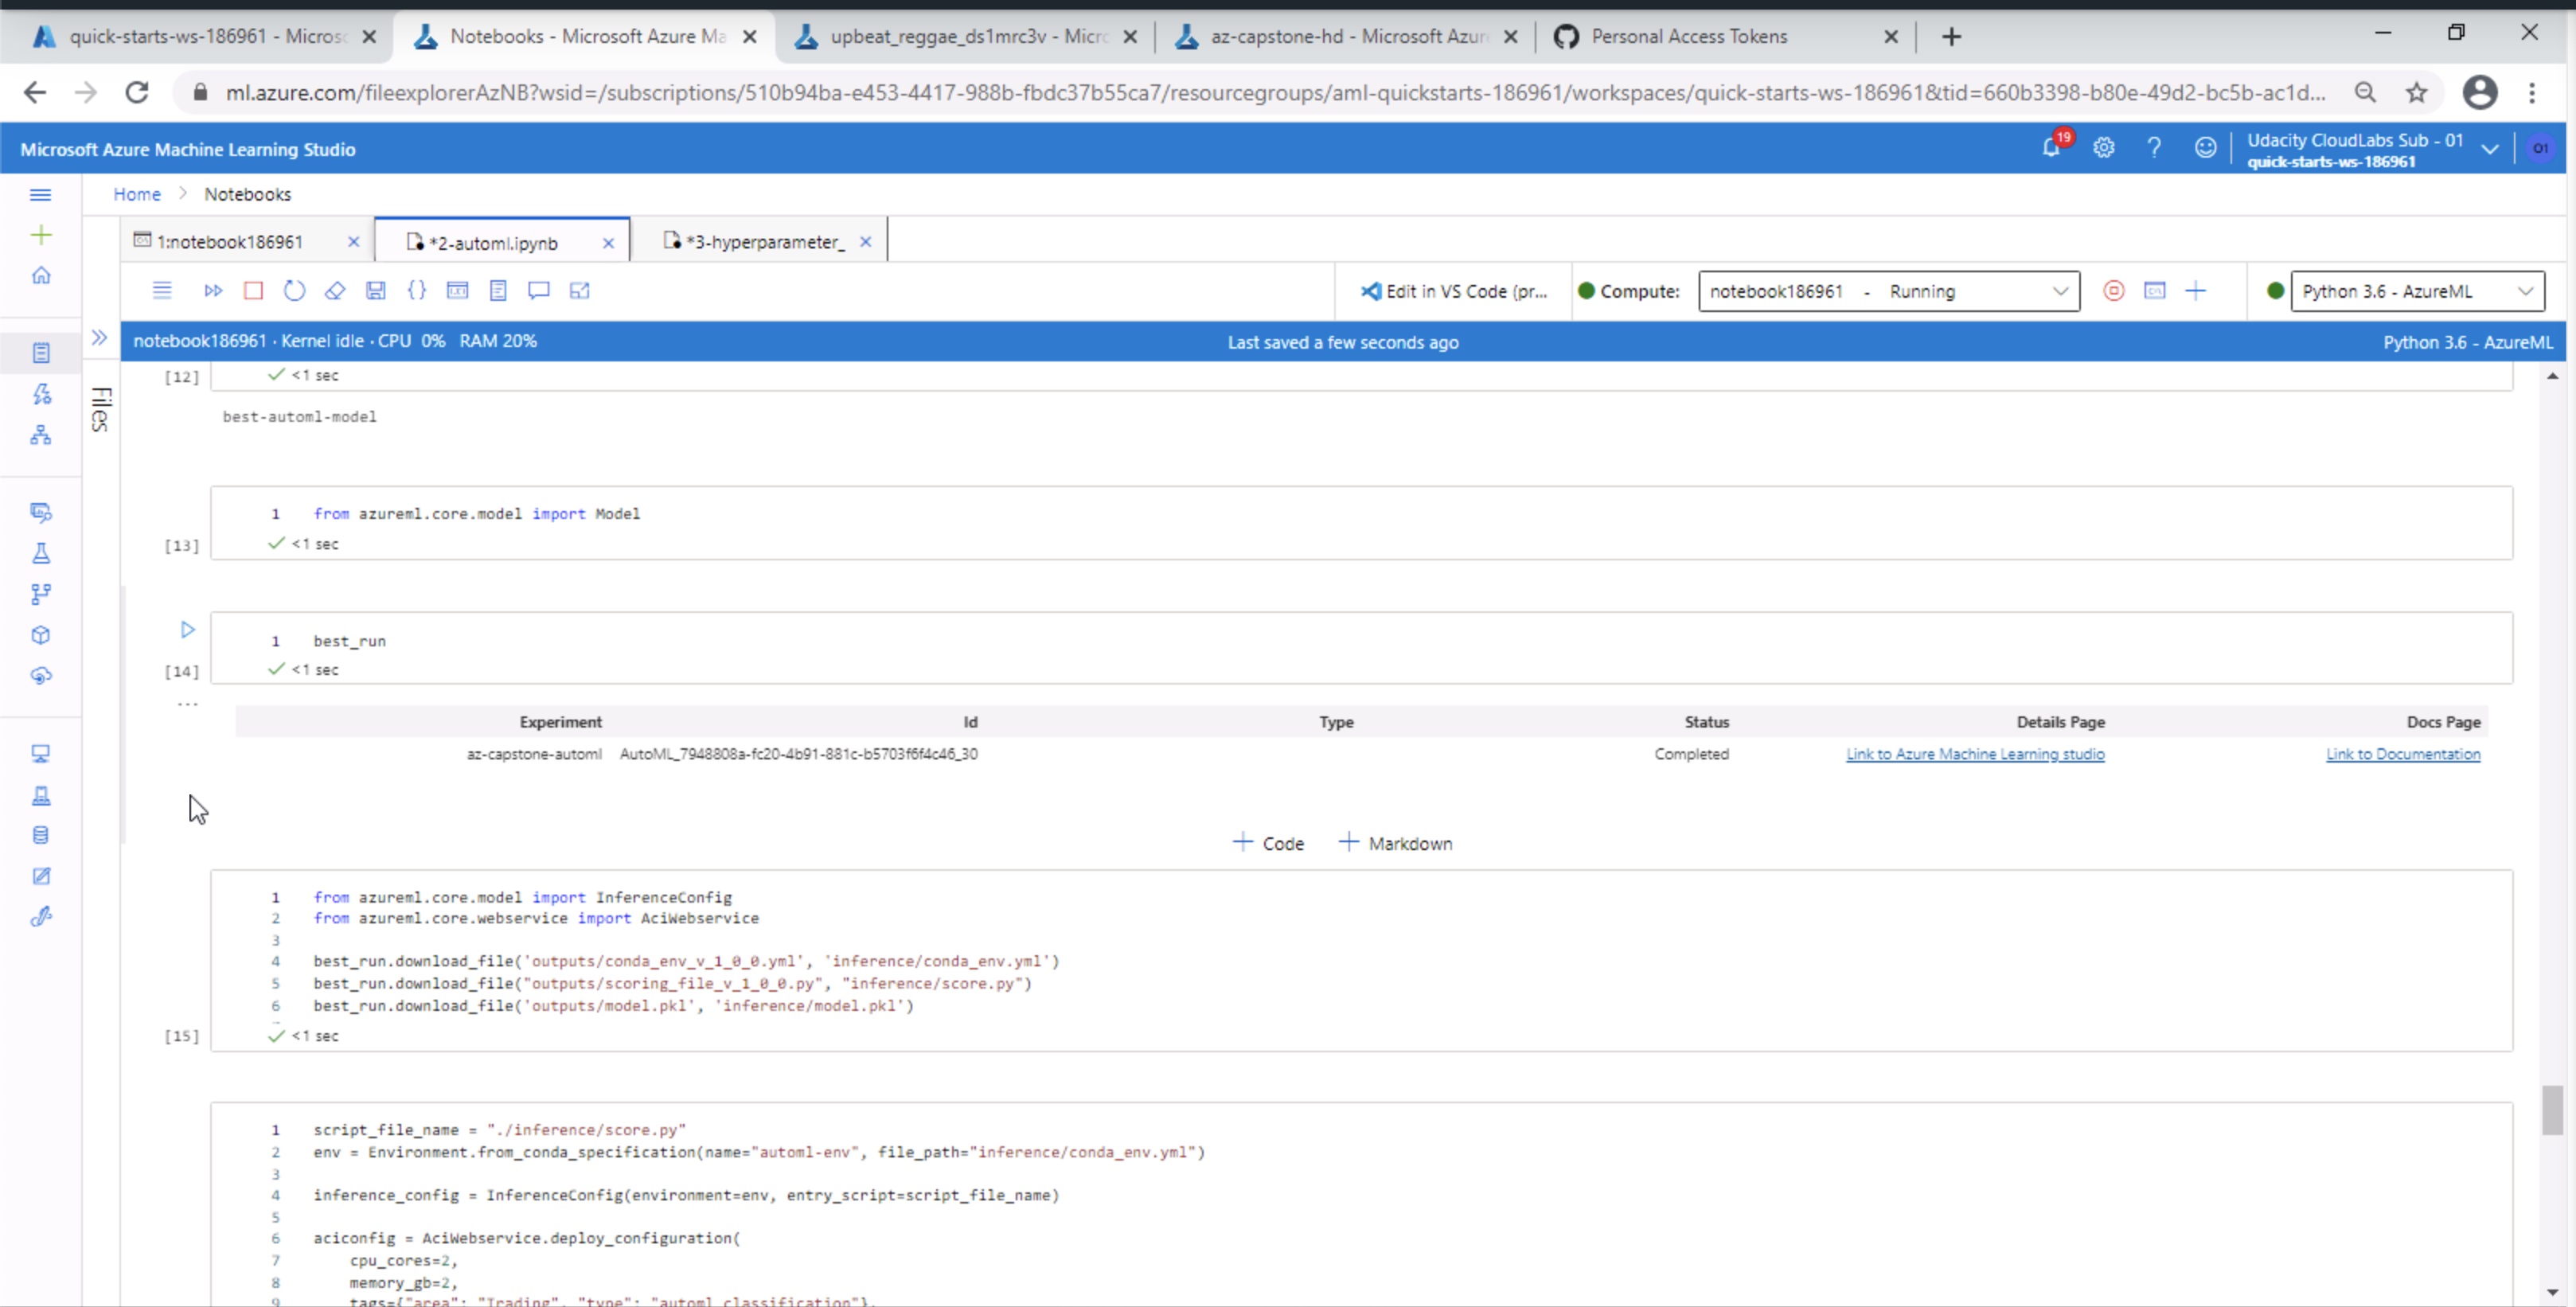 quick-starts-ws-186961 - Micros
Notebooks - Microsoft Azure Ma
upbeat_reggae_ds1mrc3v - Micr
az-capstone-hd - Microsoft Azur
Personal Access Tokens
ml.azure.com/fileexplorerAzNB?wsid=/subscriptions/510b94ba-e453-4417-988b-fbdc37b55ca7/resourcegroups/aml-quickstarts-186961/workspaces/quick-starts-ws-186961&tid=660b3398-b80e-49d2-bc5b-ac1d...
Microsoft Azure Machine Learning Studio
19
Udacity CloudLabs Sub - 01
quick-starts-ws-186961
O1
Home > Notebooks
1:notebook186961
*2-automl.ipynb
*3-hyperparameter_
Edit in VS Code (pr...
Compute:
notebook186961 - Running
Python 3.6 - AzureML
notebook186961 · Kernel idle · CPU 0% RAM 20%
Last saved a few seconds ago
Python 3.6 - AzureML
Files
[12] <1 sec
best-automl-model
1 from azureml.core.model import Model
[13] <1 sec
1 best_run
[14] <1 sec
...
Experiment Id Type Status Details Page Docs Page
az-capstone-automl AutoML_7948808a-fc20-4b91-881c-b5703f6f4c46_30 Completed Link to Azure Machine Learning studio Link to Documentation
+ Code + Markdown
1 from azureml.core.model import InferenceConfig
2 from azureml.core.webservice import AciWebservice
3
4 best_run.download_file('outputs/conda_env_v_1_0_0.yml', 'inference/conda_env.yml')
5 best_run.download_file("outputs/scoring_file_v_1_0_0.py", "inference/score.py")
6 best_run.download_file('outputs/model.pkl', 'inference/model.pkl')
[15] <1 sec
1 script_file_name = "./inference/score.py"
2 env = Environment.from_conda_specification(name="automl-env", file_path="inference/conda_env.yml")
3
4 inference_config = InferenceConfig(environment=env, entry_script=script_file_name)
5
6 aciconfig = AciWebservice.deploy_configuration(
7 cpu_cores=2,
8 memory_gb=2,
9 tags={"area": "Trading", "type": "automl classification"},